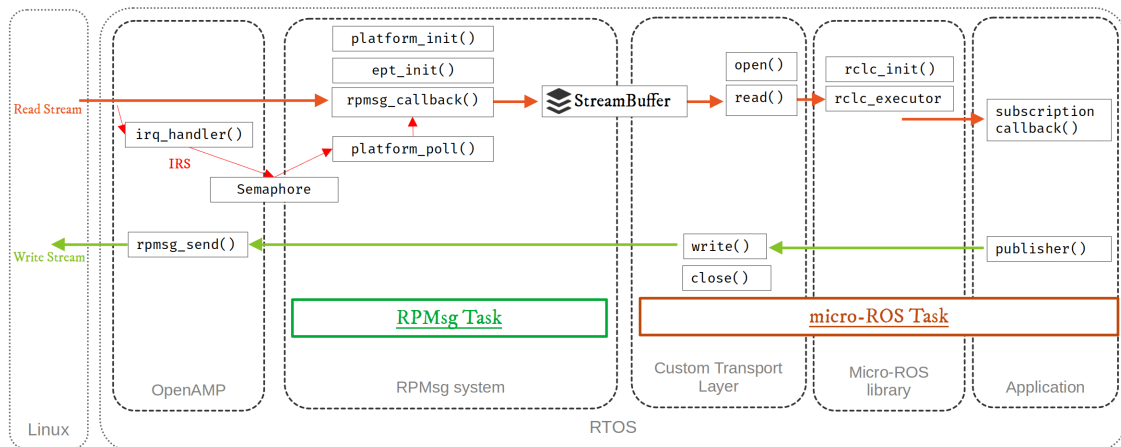 platform_init()
ept_init()
open()
rclc_init()
Read Stream
rpmsg_callback()
StreamBuffer
read()
rclc_executor
subscription
callback()
irq_handler()
platform_poll()
IRS
Semaphore
Write Stream
rpmsg_send()
write()
publisher()
close()
RPMsg Task
micro-ROS Task
OpenAMP
RPMsg system
Custom Transport
Layer
Micro-ROS
library
Application
Linux
RTOS